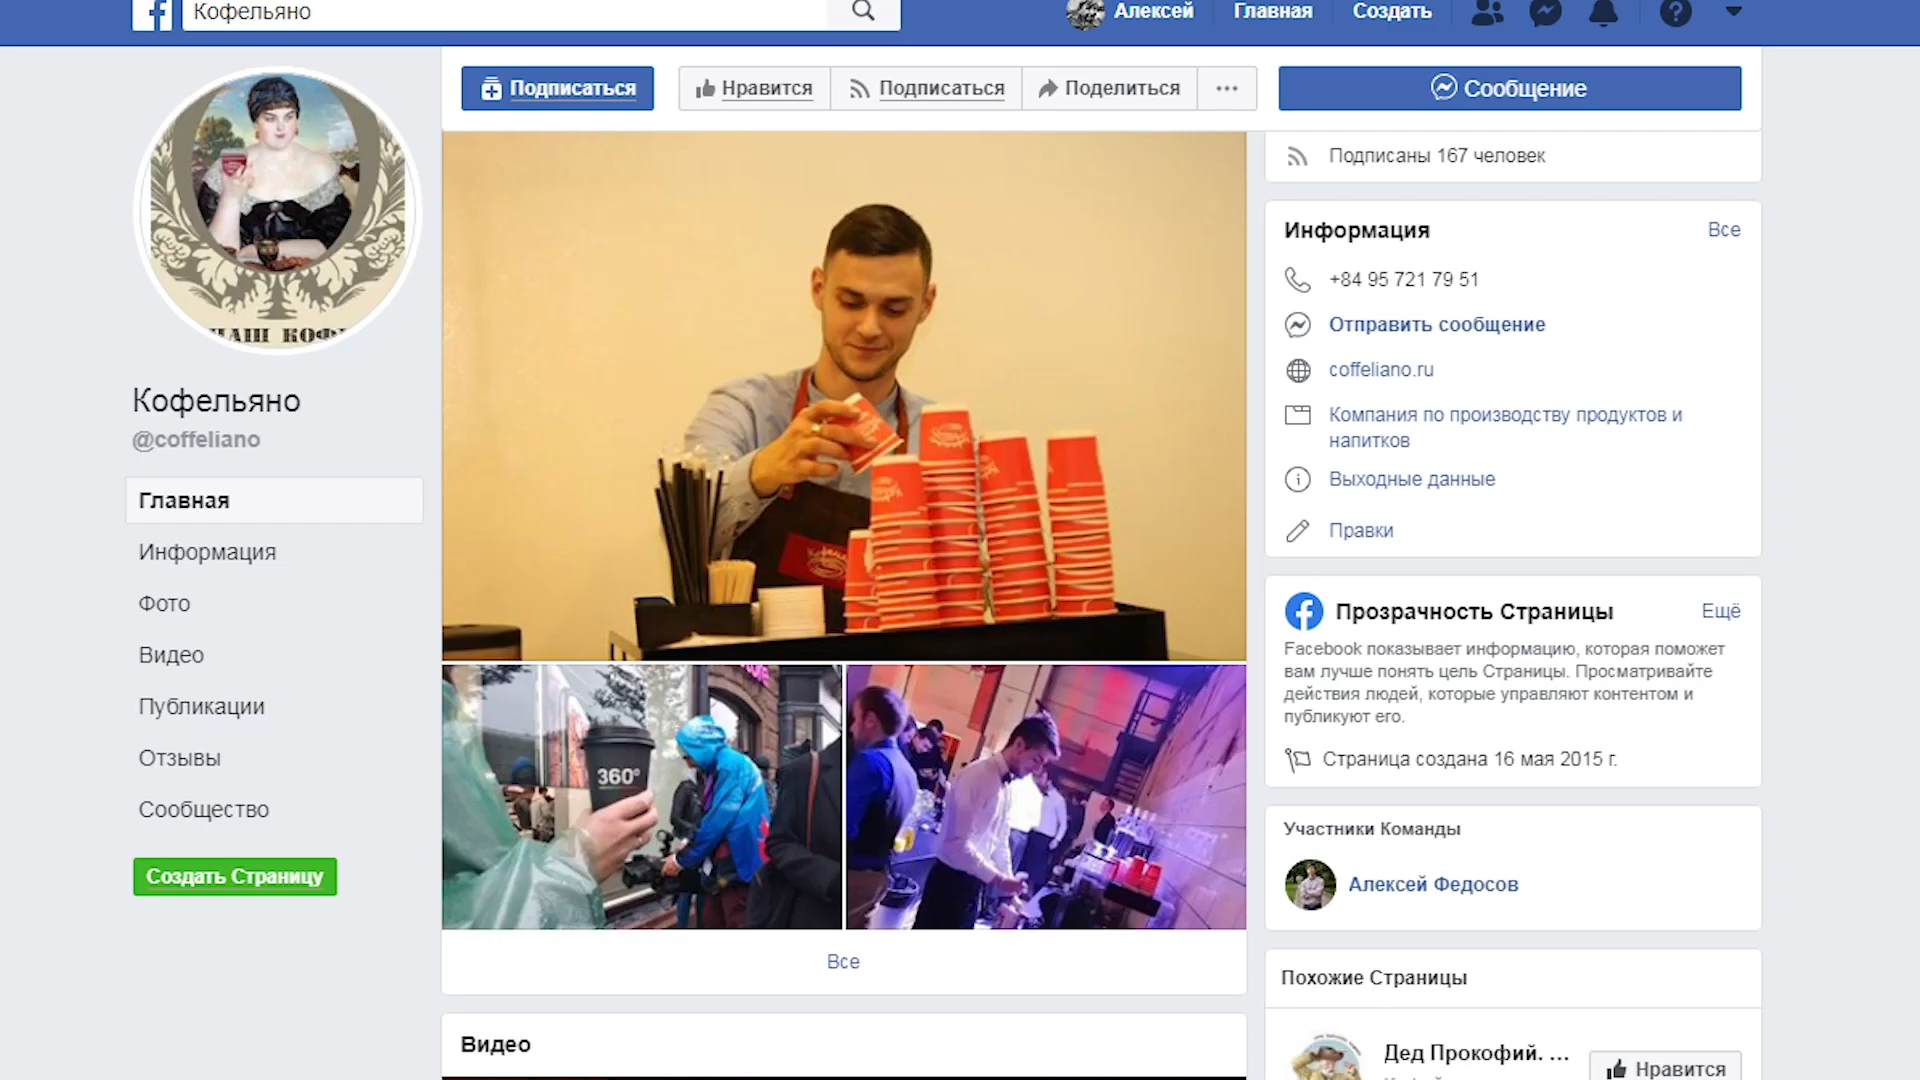 Кофельяно
Алексей
Главная
Создать
Подписаться
Нравится
Подписаться
Поделиться
Сообщение
НАШ КОФЕ
Кофельяно
@coffeliano
Главная
Информация
Фото
Видео
Публикации
Отзывы
Сообщество
Создать Страницу
360°
Все
Видео
Подписаны 167 человек
Информация
Все
+84 95 721 79 51
Отправить сообщение
coffeliano.ru
Компания по производству продуктов и
напитков
Выходные данные
Правки
Прозрачность Страницы
Ещё
Facebook показывает информацию, которая поможет
вам лучше понять цель Страницы. Просматривайте
действия людей, которые управляют контентом и
публикуют его.
Страница создана 16 мая 2015 г.
Участники Команды
Алексей Федосов
Похожие Страницы
Дед Прокофий. ...
Нравится